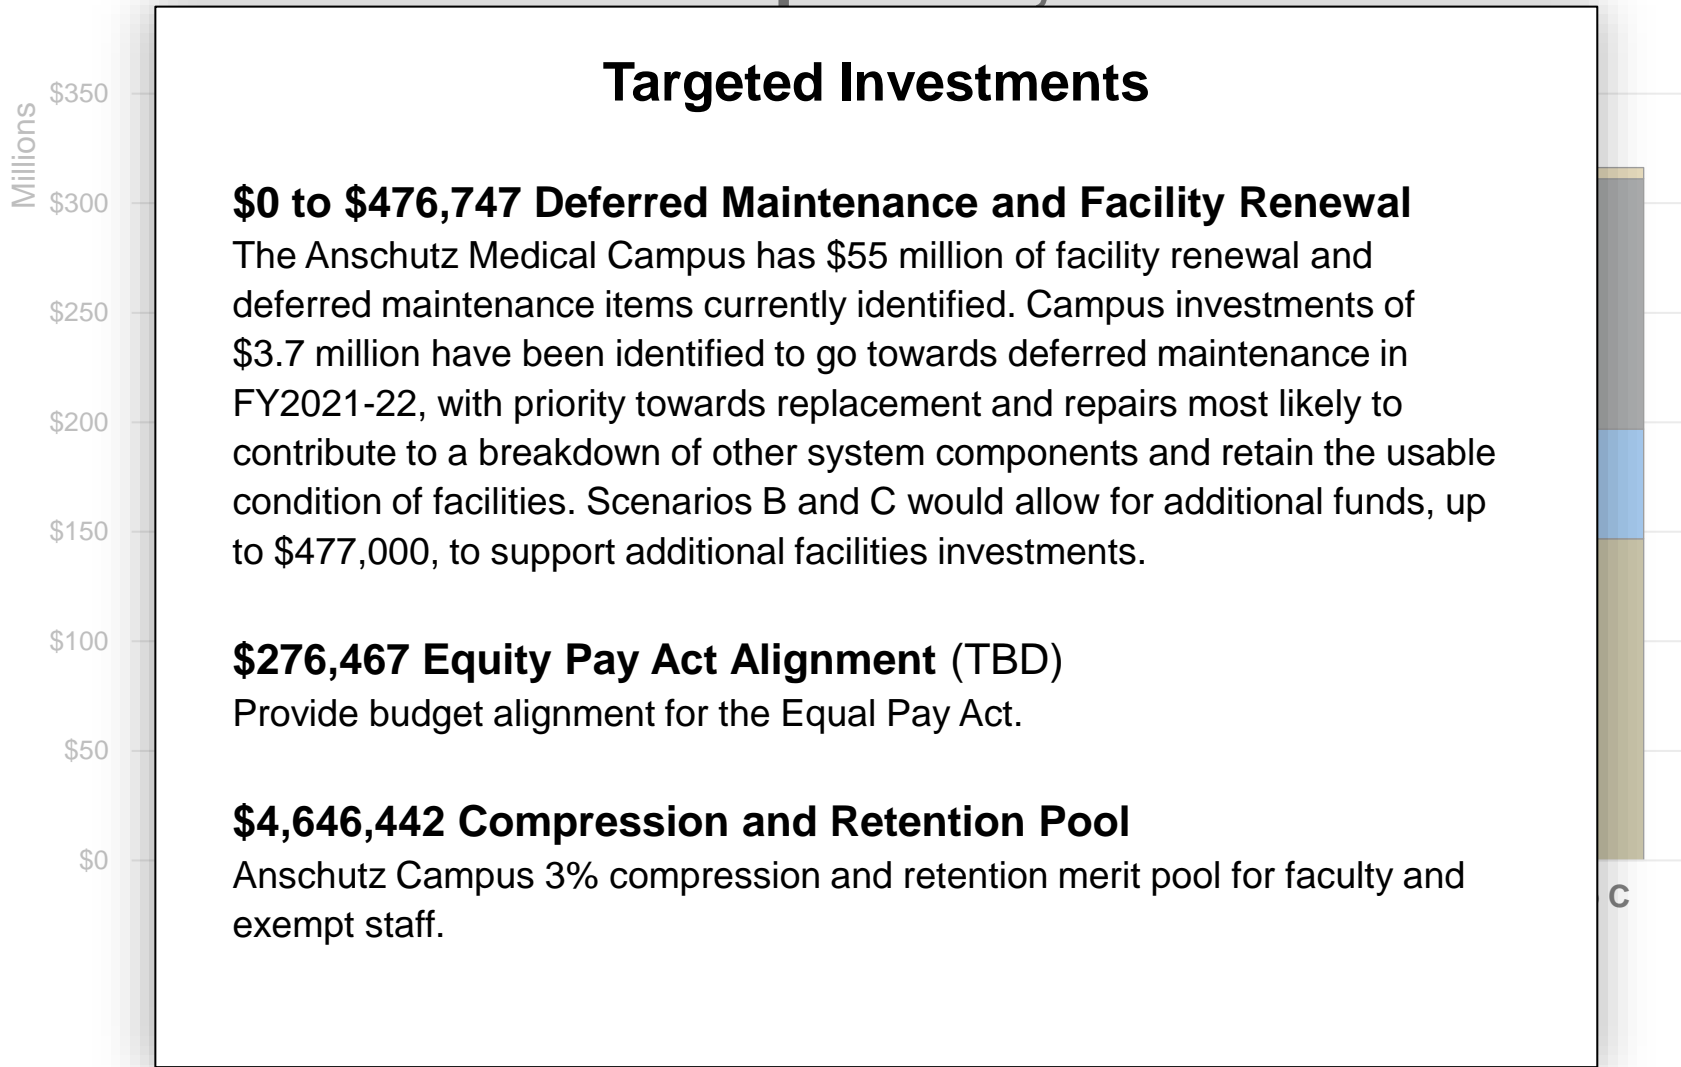 Targeted Investments
Millions
$350
$300
$250
$200
$150
$100
$50
$0
$0 to $476,747 Deferred Maintenance and Facility Renewal
The Anschutz Medical Campus has $55 million of facility renewal and
deferred maintenance items currently identified. Campus investments of
$3.7 million have been identified to go towards deferred maintenance in
FY2021-22, with priority towards replacement and repairs most likely to
contribute to a breakdown of other system components and retain the usable
condition of facilities. Scenarios B and C would allow for additional funds, up
to $477,000, to support additional facilities investments.
$276,467 Equity Pay Act Alignment (TBD)
Provide budget alignment for the Equal Pay Act.
$4,646,442 Compression and Retention Pool
Anschutz Campus 3% compression and retention merit pool for faculty and
exempt staff.
C